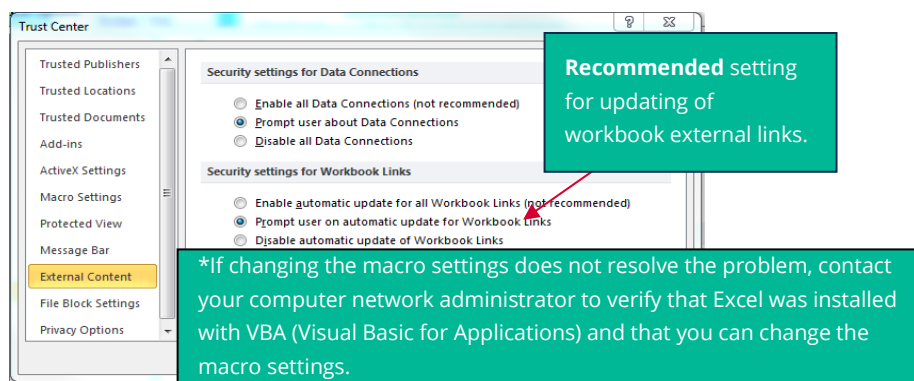 Trust Center
Trusted Publishers
Trusted Locations
Trusted Documents
Add-ins
ActiveX Settings
Macro Settings
Protected View
Message Bar
External Content
File Block Settings
Privacy Options
Security settings for Data Connections
Enable all Data Connections (not recommended)
Prompt user about Data Connections
Disable all Data Connections
Security settings for Workbook Links
Enable automatic update for all Workbook Links (not recommended)
Prompt user on automatic update for Workbook Links
Disable automatic update of Workbook Links
Recommended setting
for updating of
workbook external links.
*If changing the macro settings does not resolve the problem, contact
your computer network administrator to verify that Excel was installed
with VBA (Visual Basic for Applications) and that you can change the
macro settings.